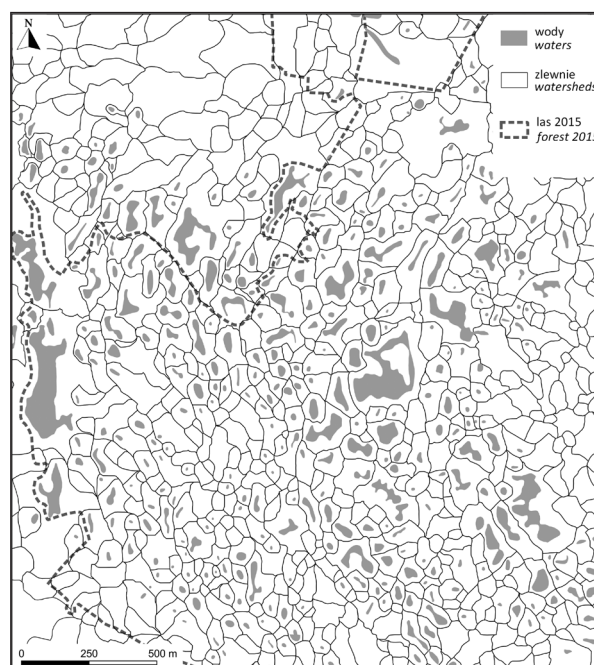 N
wody
waters
zlewnie
watersheds
las 2015
forest 2015
0 250 500 m